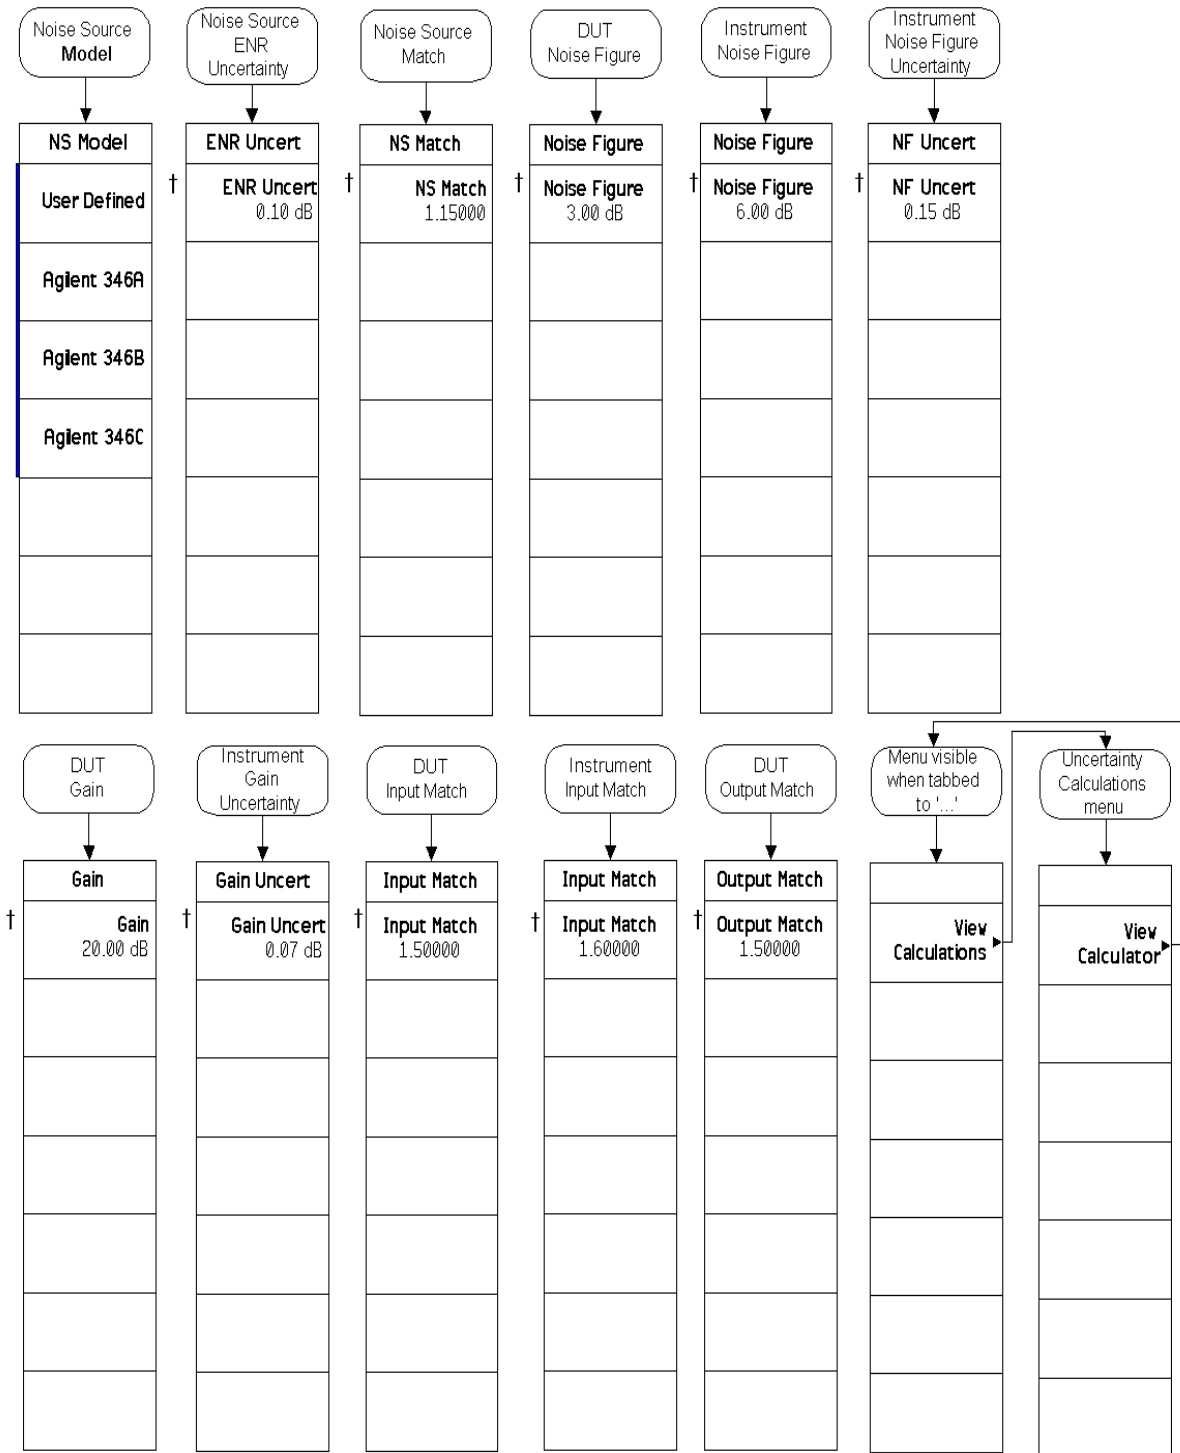 Noise Source
Model
NS Model
User Defined
Agilent 346A
Agilent 346B
Agilent 346C
Noise Source
ENR
Uncertainty
ENR Uncert
† ENR Uncert
0.10 dB
Noise Source
Match
NS Match
† NS Match
1.15000
DUT
Noise Figure
Noise Figure
† Noise Figure
3.00 dB
Instrument
Noise Figure
Noise Figure
† Noise Figure
6.00 dB
Instrument
Noise Figure
Uncertainty
NF Uncert
† NF Uncert
0.15 dB
DUT
Gain
Gain
† Gain
20.00 dB
Instrument
Gain
Uncertainty
Gain Uncert
† Gain Uncert
0.07 dB
DUT
Input Match
Input Match
† Input Match
1.50000
Instrument
Input Match
Input Match
† Input Match
1.60000
DUT
Output Match
Output Match
† Output Match
1.50000
Menu visible
when tabbed
to '...'
View
Calculations
Uncertainty
Calculations
menu
View
Calculator